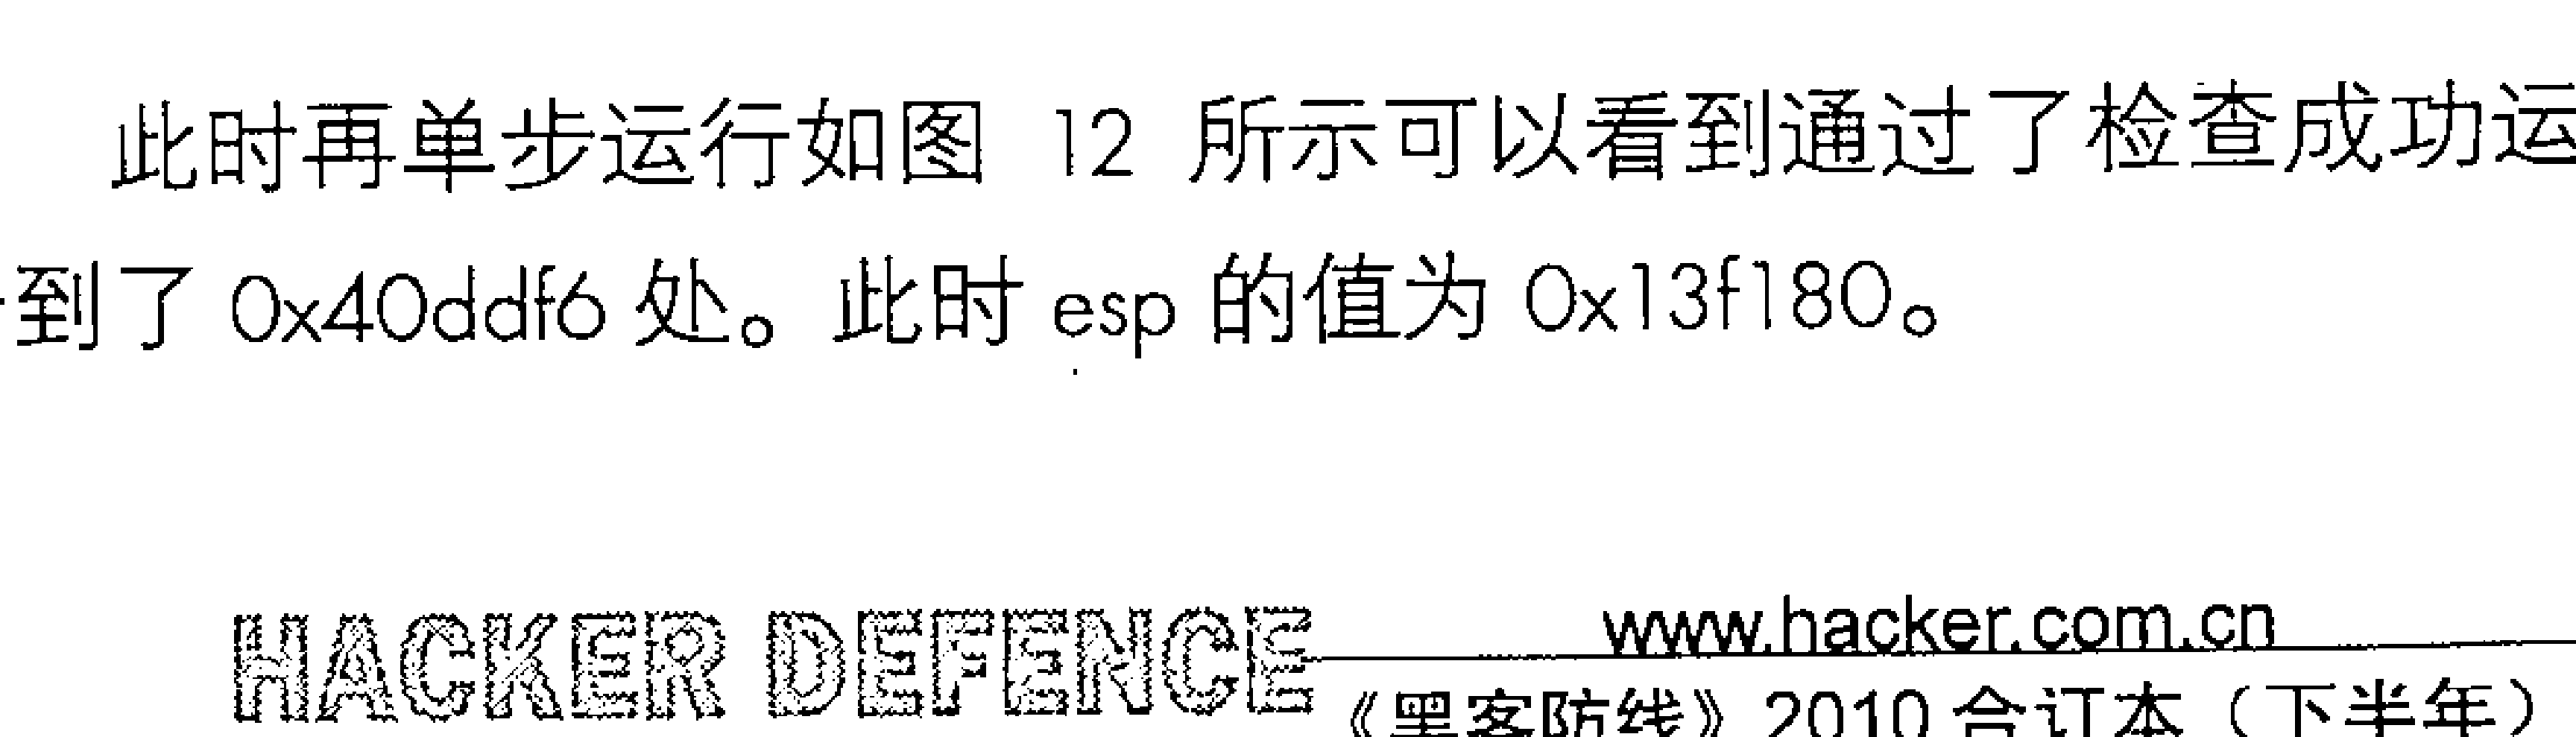 此时再单步运行如图 12 所示可以看到通过了检查成功运
到了 0x40ddf6 处。此时 esp 的值为 0x13f180。
HACKER DEFENCE
www.hacker.com.cn
《黑客防线》2010 合订本（下半年）